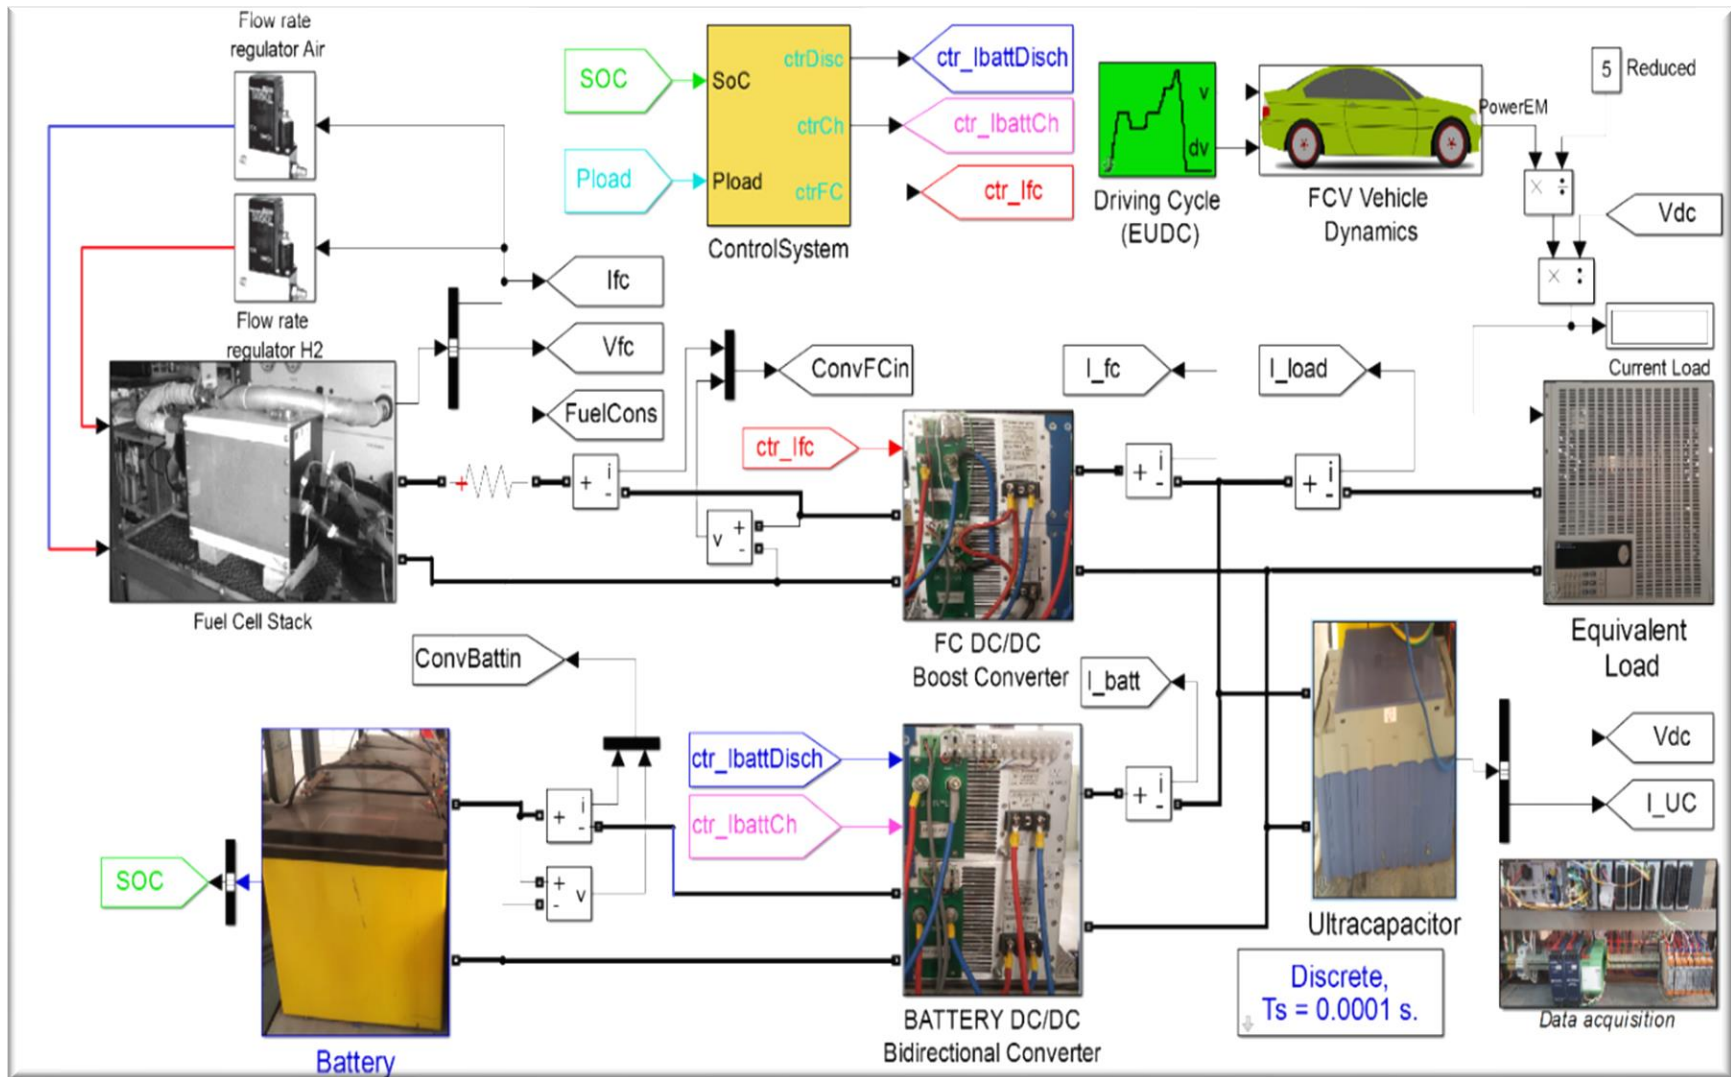 Flow rate
regulator Air
SOC
Pload
SoC
Pload
ctrDisc
ctrCh
ctrFC
ControlSystem
ctr_IbattDisch
ctr_IbattCh
ctr_Ifc
v
dv
Driving Cycle
(EUDC)
FCV Vehicle
Dynamics
PowerEM
5
Reduced
×
÷
Vdc
×
÷
Flow rate
regulator H2
Ifc
Vfc
FuelCons
ConvFCin
I_fc
I_load
Current Load
ctr_Ifc
+
+
i
-
v
+
-
+
i
-
+
i
-
Fuel Cell Stack
FC DC/DC
Boost Converter
Equivalent
Load
ConvBattin
I_batt
ctr_IbattDisch
ctr_IbattCh
+
i
-
+
-
v
+
i
-
Vdc
I_UC
SOC
Ultracapacitor
Battery
BATTERY DC/DC
Bidirectional Converter
Discrete,
Ts = 0.0001 s.
Data acquisition